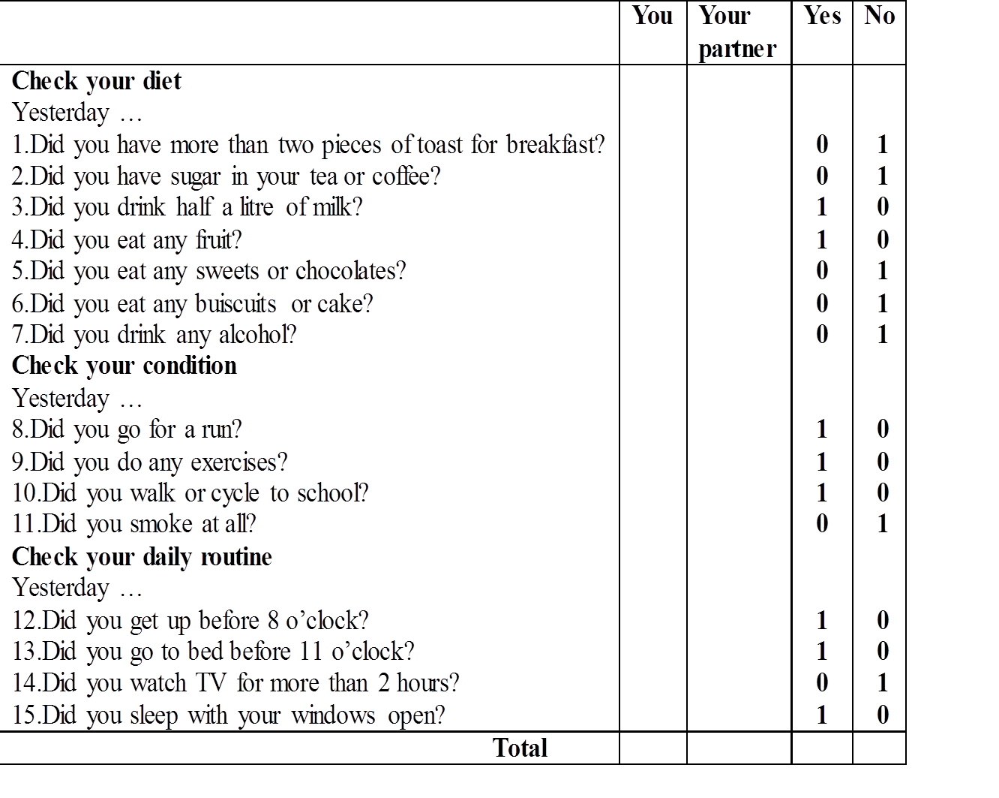 You Your Yes No
partner
Check your diet
Yesterday …
1.Did you have more than two pieces of toast for breakfast? 0 1
2.Did you have sugar in your tea or coffee? 0 1
3.Did you drink half a litre of milk? 1 0
4.Did you eat any fruit? 1 0
5.Did you eat any sweets or chocolates? 0 1
6.Did you eat any buiscuits or cake? 0 1
7.Did you drink any alcohol? 0 1
Check your condition
Yesterday …
8.Did you go for a run? 1 0
9.Did you do any exercises? 1 0
10.Did you walk or cycle to school? 1 0
11.Did you smoke at all? 0 1
Check your daily routine
Yesterday …
12.Did you get up before 8 o’clock? 1 0
13.Did you go to bed before 11 o’clock? 1 0
14.Did you watch TV for more than 2 hours? 0 1
15.Did you sleep with your windows open? 1 0
Total